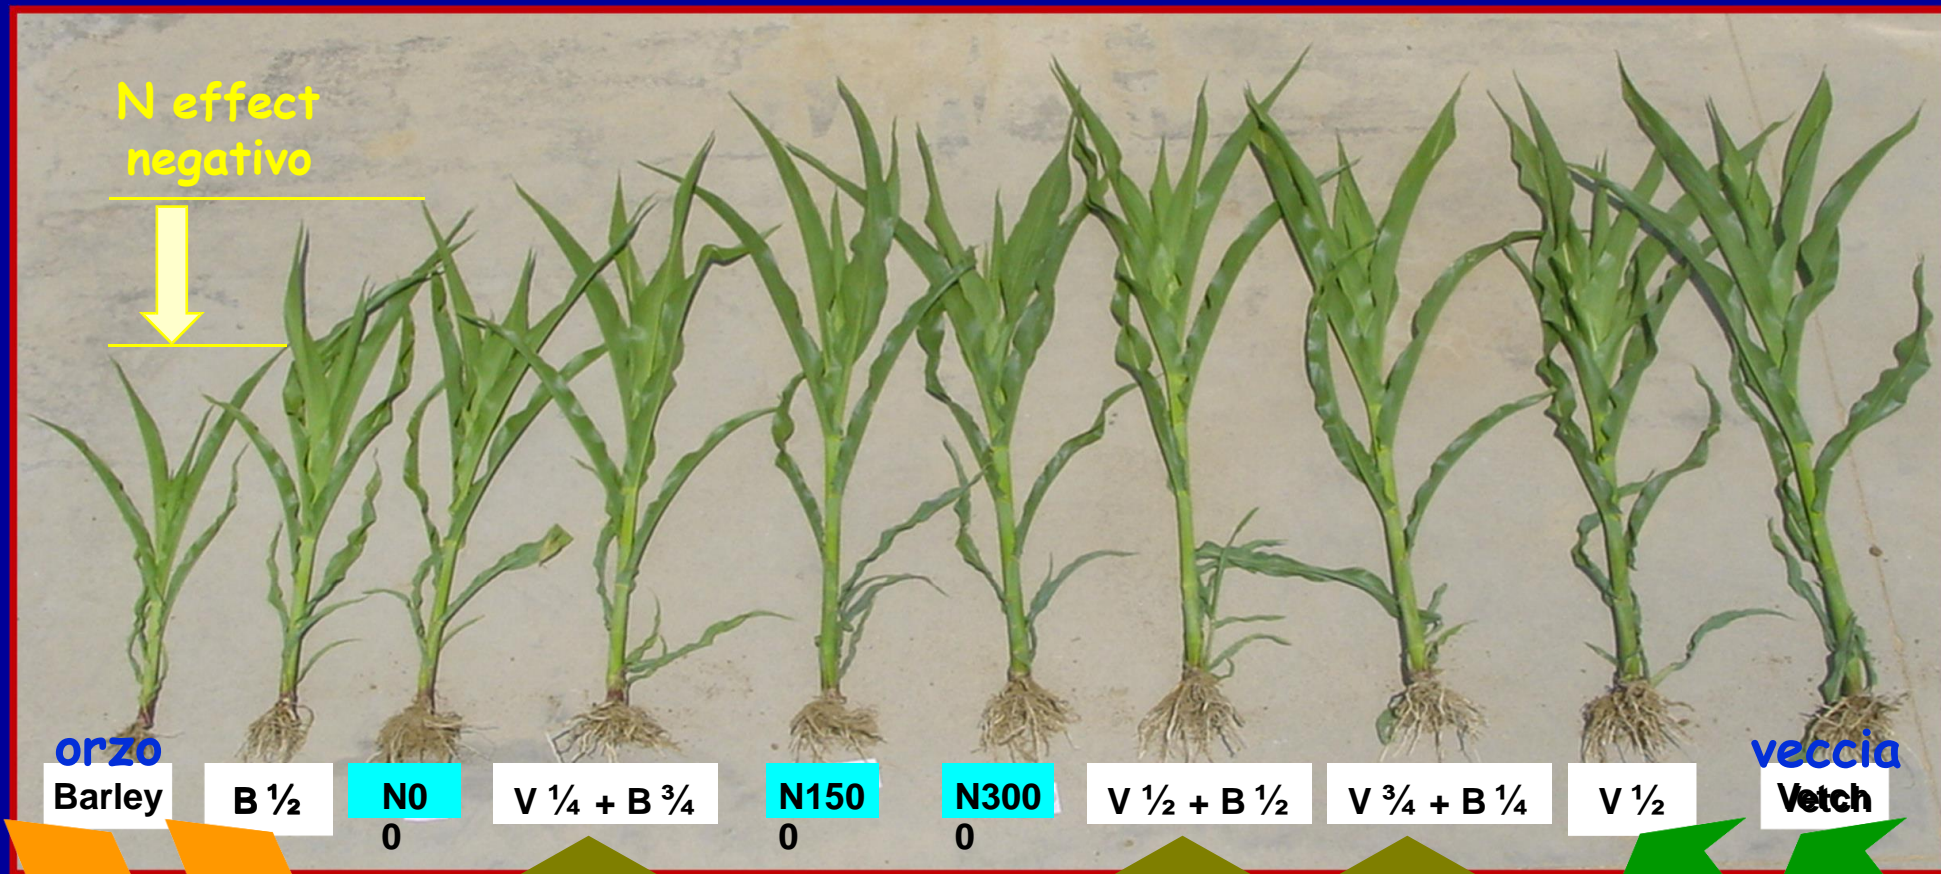 N effect
negativo
orzo
veccia
Barley
B ½
N0
0
V ¼ + B ¾
N150
0
N300
0
V ½ + B ½
V ¾ + B ¼
V ½
Vetch